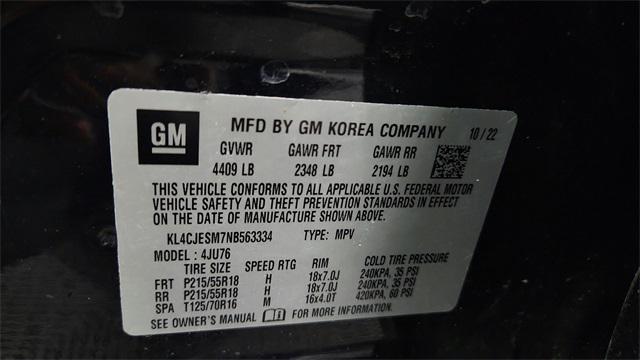 GM
MFD BY GM KOREA COMPANY 10 / 22
GVWR GAWR FRT GAWR RR
4409 LB 2348 LB 2194 LB
THIS VEHICLE CONFORMS TO ALL APPLICABLE U.S. FEDERAL MOTOR
VEHICLE SAFETY AND THEFT PREVENTION STANDARDS IN EFFECT
ON THE DATE OF MANUFACTURE SHOWN ABOVE.
KL4CJESM7NB563334 TYPE: MPV
MODEL : 4JU76
TIRE SIZE SPEED RTG RIM COLD TIRE PRESSURE
FRT P215/55R18 H 18x7.0J 240KPA, 35 PSI
RR P215/55R18 H 18x7.0J 240KPA, 35 PSI
SPA T125/70R16 M 16x4.0T 420KPA, 60 PSI
SEE OWNER'S MANUAL FOR MORE INFORMATION.